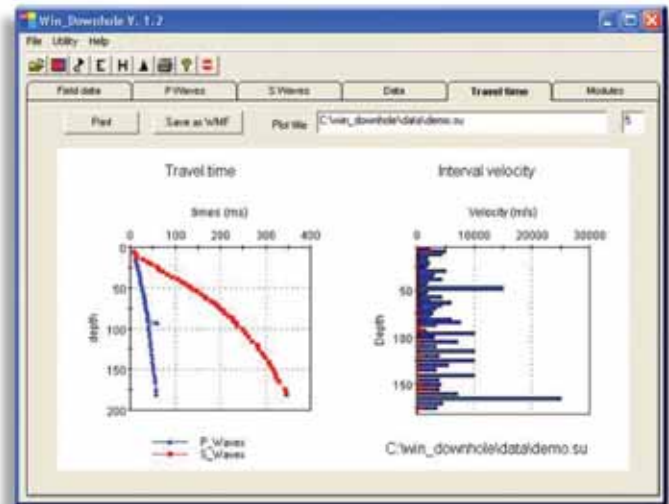 Win_Downhole V. 1.2
File Utility Help
E H
Field data P Waves S Waves Data Travel time Modules
Print Save as WMF Plot title C:\win_downhole\data\demo.su 5
Travel time Interval velocity
times (ms) Velocity (m/s)
0 100 200 300 400 0 10000 20000 30000
0
50 50
depth Depth
100 100
150 150
200
P_Waves
S_Waves
C:\win_downhole\data\demo.su